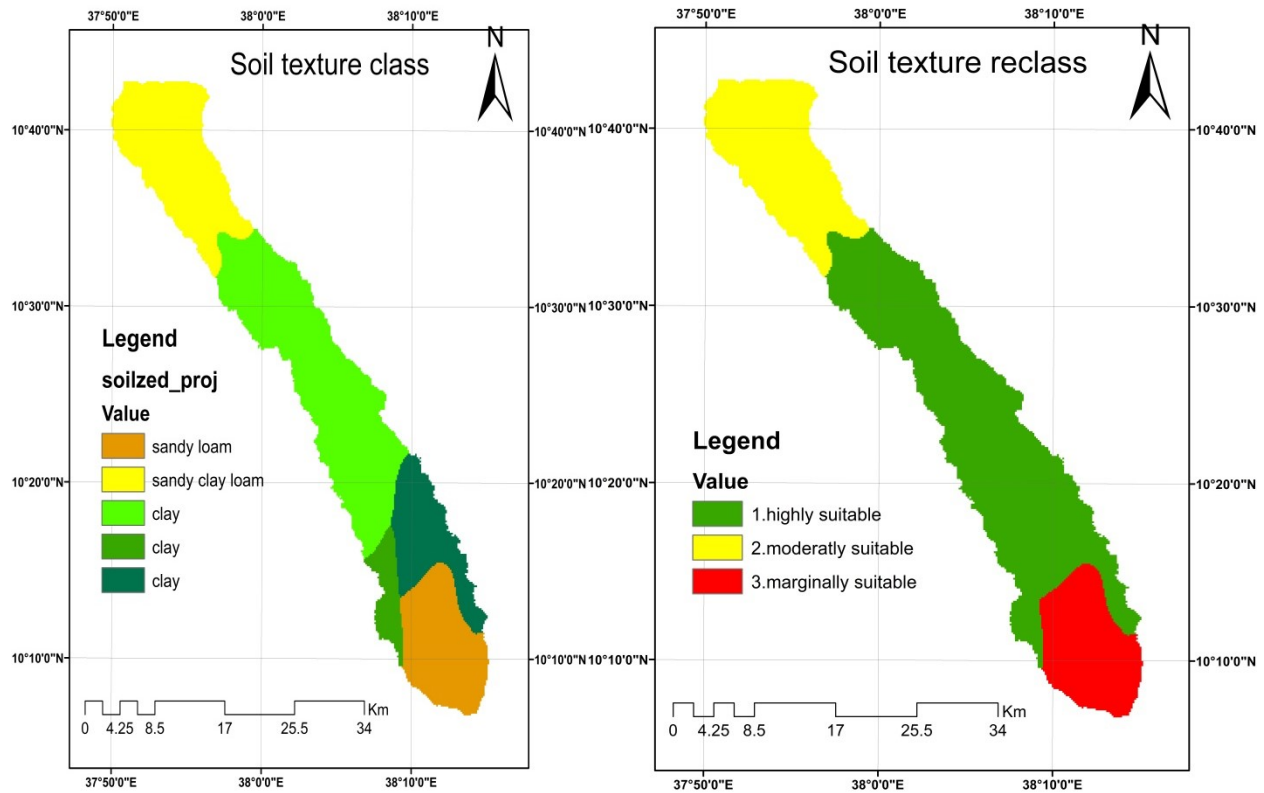 37°50'0"E 38°0'0"E 38°10'0"E
Soil texture class
N
10°40'0"N 10°40'0"N
10°30'0"N 10°30'0"N
Legend
soilzed_proj
Value
sandy loam
sandy clay loam
clay
clay
clay
10°20'0"N 10°20'0"N
10°10'0"N 10°10'0"N
Km
0 4.25 8.5 17 25.5 34
37°50'0"E 38°0'0"E 38°10'0"E
37°50'0"E 38°0'0"E 38°10'0"E
Soil texture reclass
N
10°40'0"N 10°40'0"N
10°30'0"N 10°30'0"N
Legend
Value
1.highly suitable
2.moderatly suitable
3.marginally suitable
10°20'0"N 10°20'0"N
10°10'0"N 10°10'0"N
Km
0 4.25 8.5 17 25.5 34
37°50'0"E 38°0'0"E 38°10'0"E